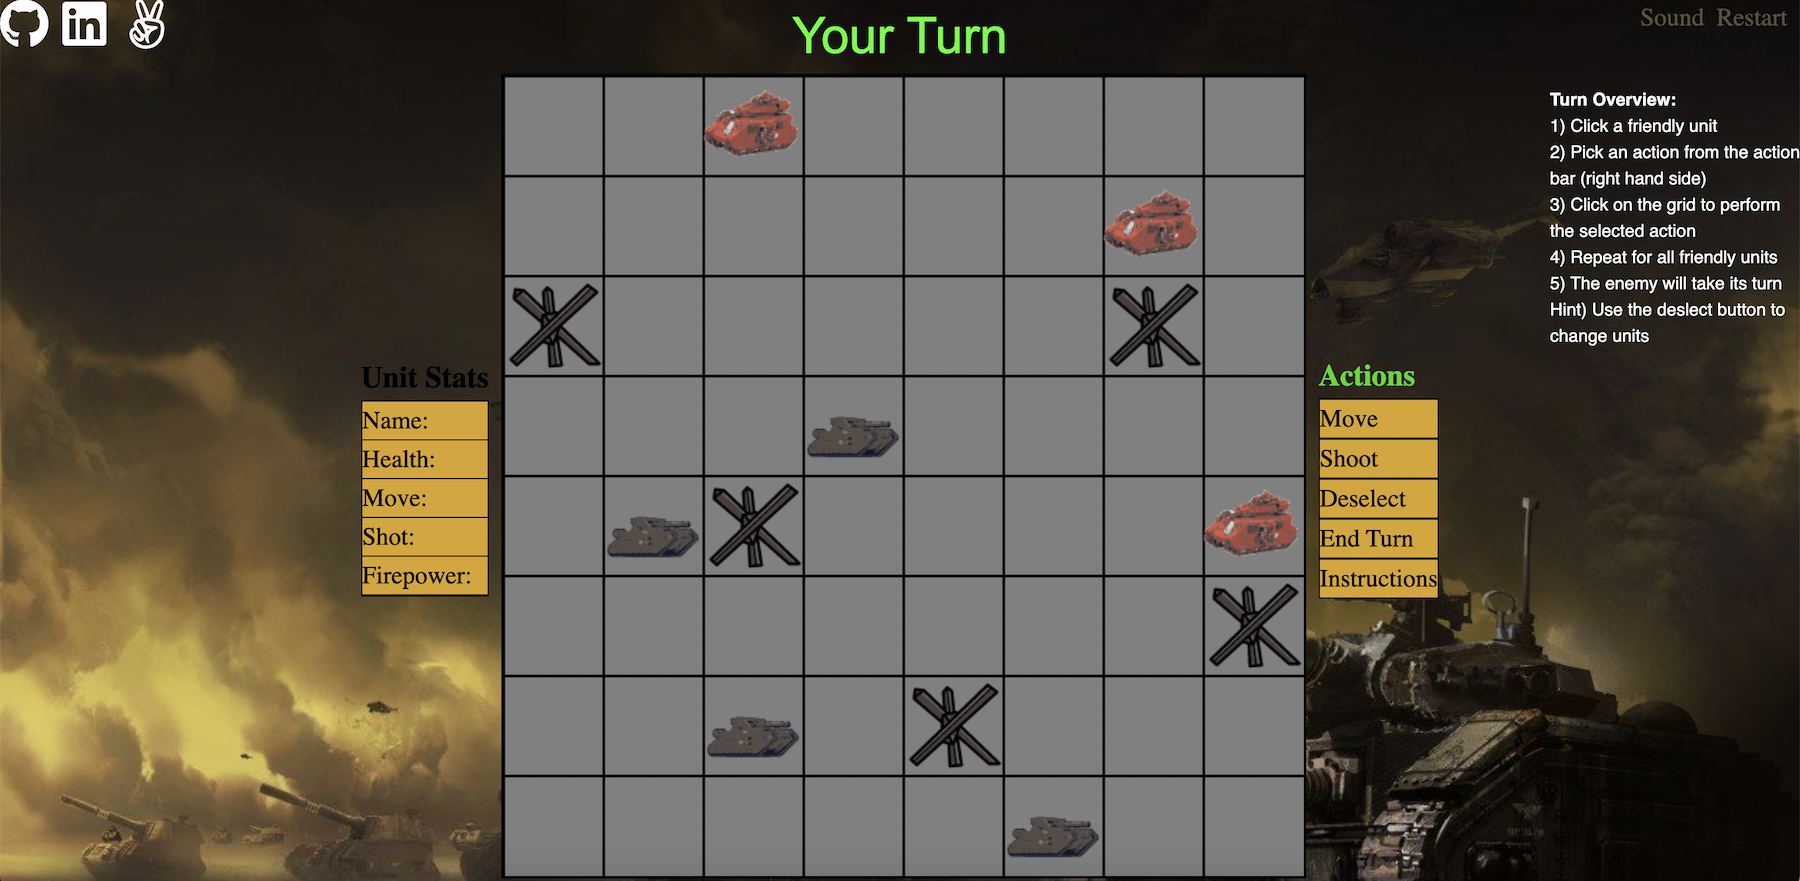 Your Turn
Sound Restart
Turn Overview:
1) Click a friendly unit
2) Pick an action from the action
bar (right hand side)
3) Click on the grid to perform
the selected action
4) Repeat for all friendly units
5) The enemy will take its turn
Hint) Use the deslect button to
change units
Unit Stats
Name:
Health:
Move:
Shot:
Firepower:
Actions
Move
Shoot
Deselect
End Turn
Instructions